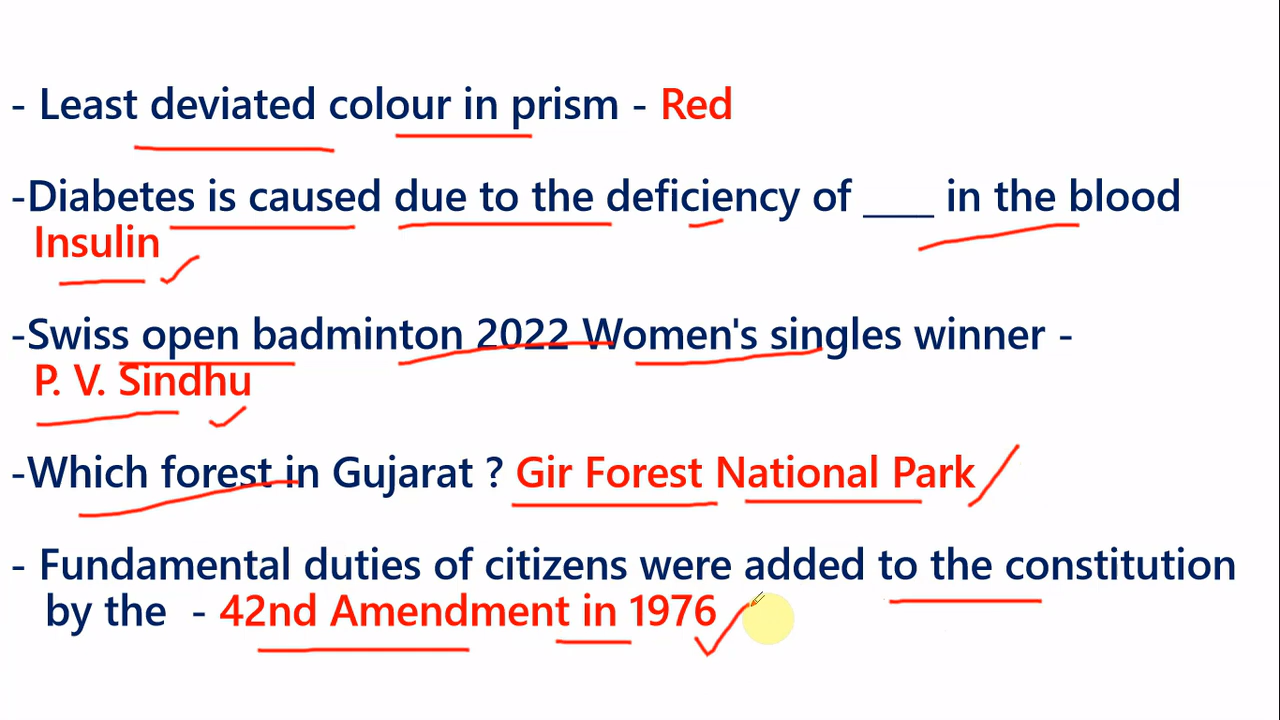 - Least deviated colour in prism - Red
-Diabetes is caused due to the deficiency of ____ in the blood
Insulin
-Swiss open badminton 2022 Women's singles winner -
P. V. Sindhu
-Which forest in Gujarat ? Gir Forest National Park
- Fundamental duties of citizens were added to the constitution
by the - 42nd Amendment in 1976